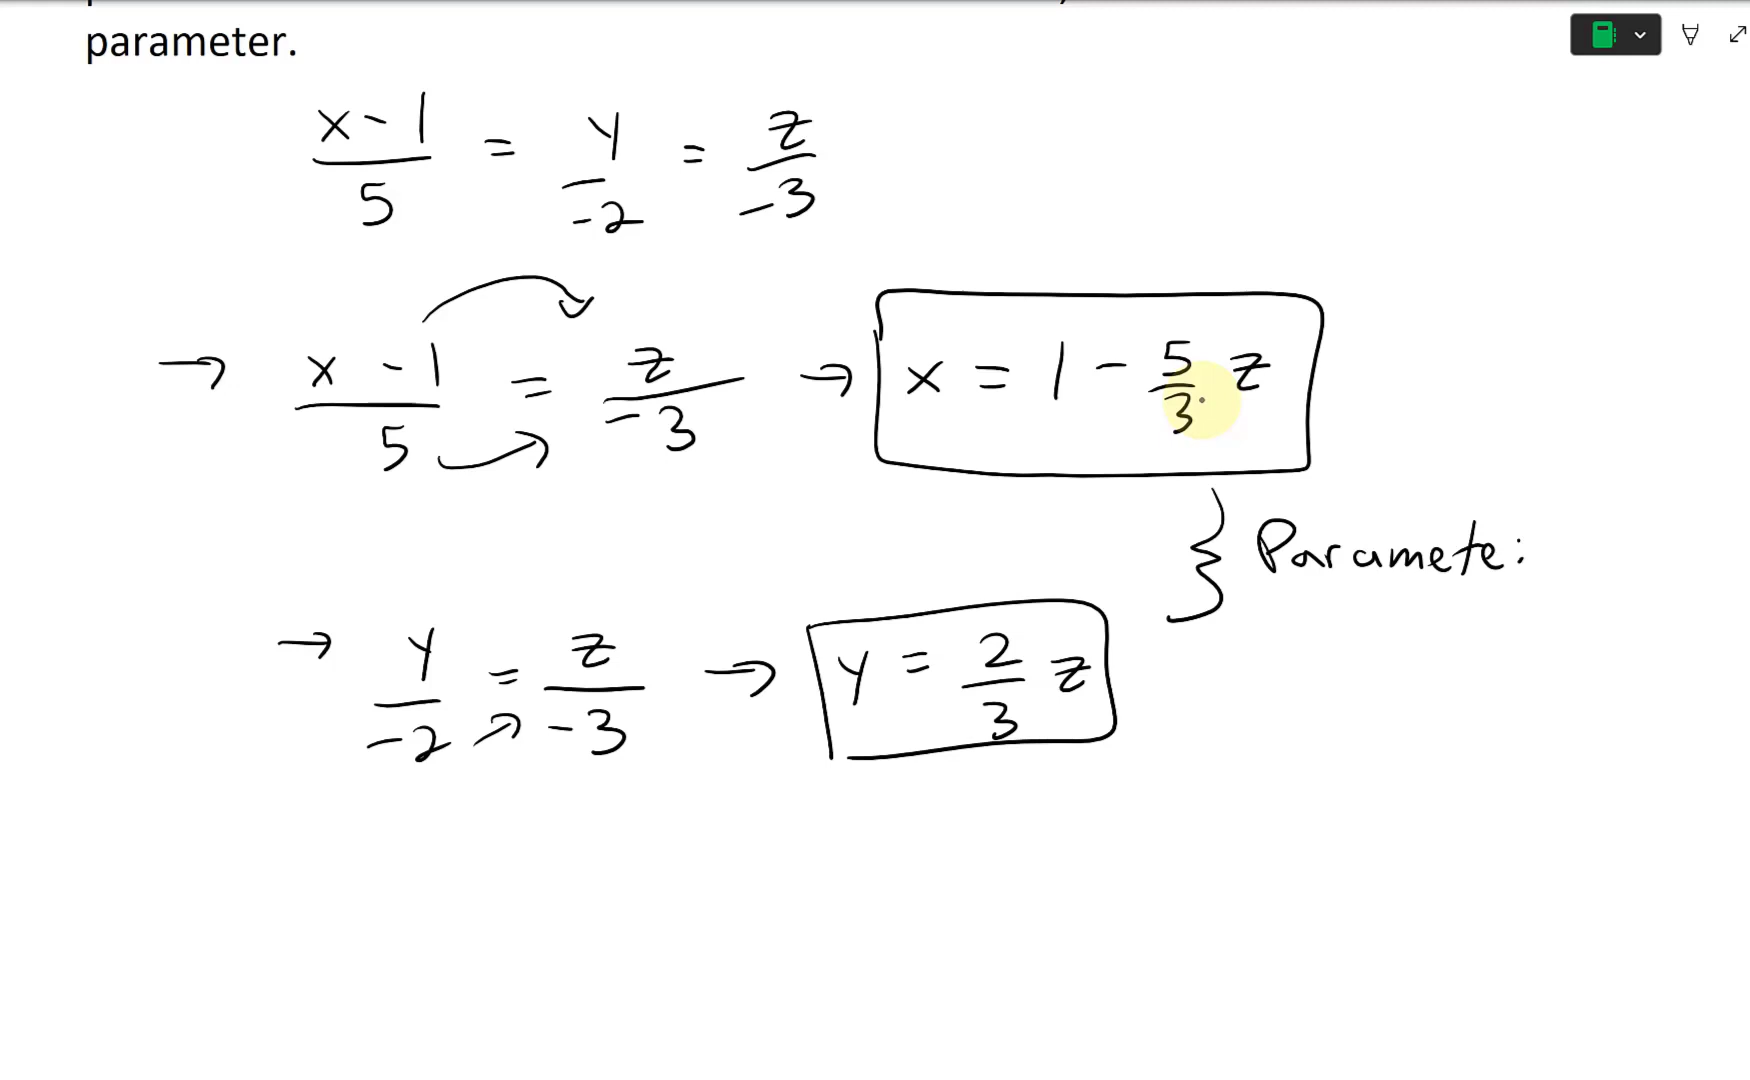 parameter.
x - 1 / 5 = y / -2 = z / -3
→ x - 1 / 5 = z / -3 → x = 1 - 5/3 z
} Paramete:
→ y / -2 = z / -3 → y = 2/3 z